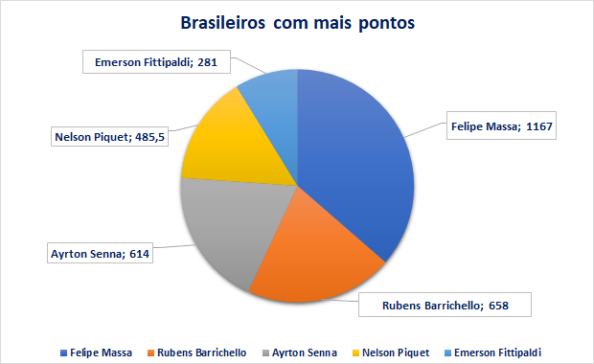 Brasileiros com mais pontos
Emerson Fittipaldi; 281
Felipe Massa; 1167
Nelson Piquet; 485,5
Ayrton Senna; 614
Rubens Barrichello; 658
Felipe Massa Rubens Barrichello Ayrton Senna Nelson Piquet Emerson Fittipaldi